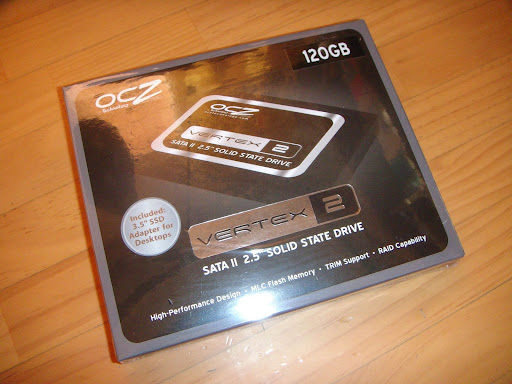 OCZ
Technology
120GB
OCZ
VERTEX 2
SATA II 2.5" SOLID STATE DRIVE
Included:
3.5" SSD
Adapter for
Desktops
VERTEX 2
SATA II 2.5" SOLID STATE DRIVE
High-Performance Design • MLC Flash Memory • TRIM Support • RAID Capability